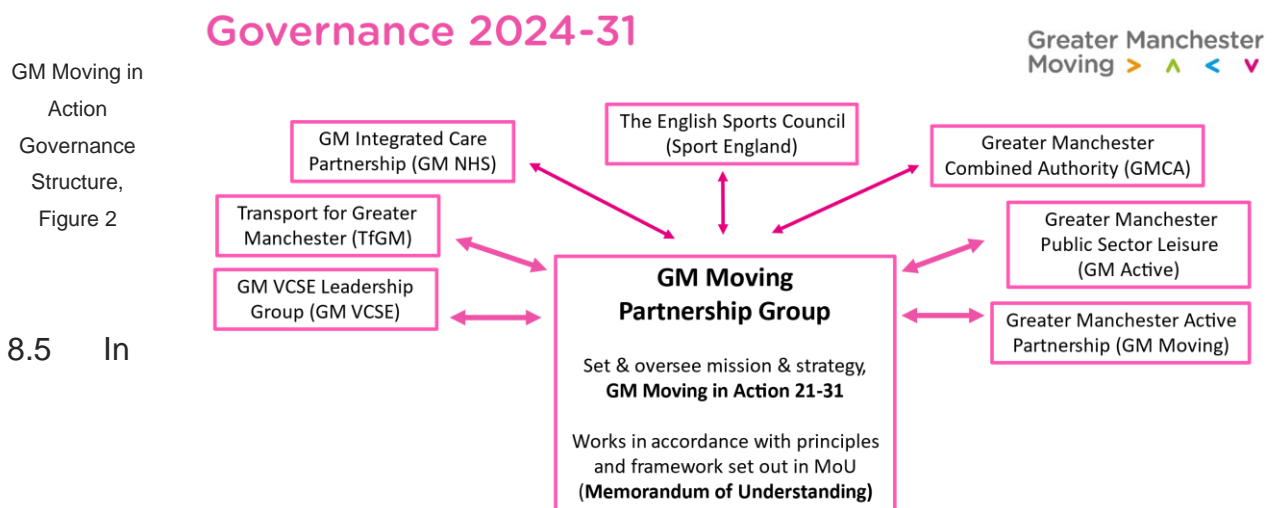 Governance 2024-31
Greater Manchester
Moving
GM Moving in
Action
Governance
Structure,
Figure 2
GM Integrated Care
Partnership (GM NHS)
The English Sports Council
(Sport England)
Greater Manchester
Combined Authority (GMCA)
Transport for Greater
Manchester (TfGM)
Greater Manchester
Public Sector Leisure
(GM Active)
GM VCSE Leadership
Group (GM VCSE)
Greater Manchester Active
Partnership (GM Moving)
GM Moving
Partnership Group
Set & oversee mission & strategy,
GM Moving in Action 21-31
Works in accordance with principles
and framework set out in MoU
(Memorandum of Understanding)
8.5 In